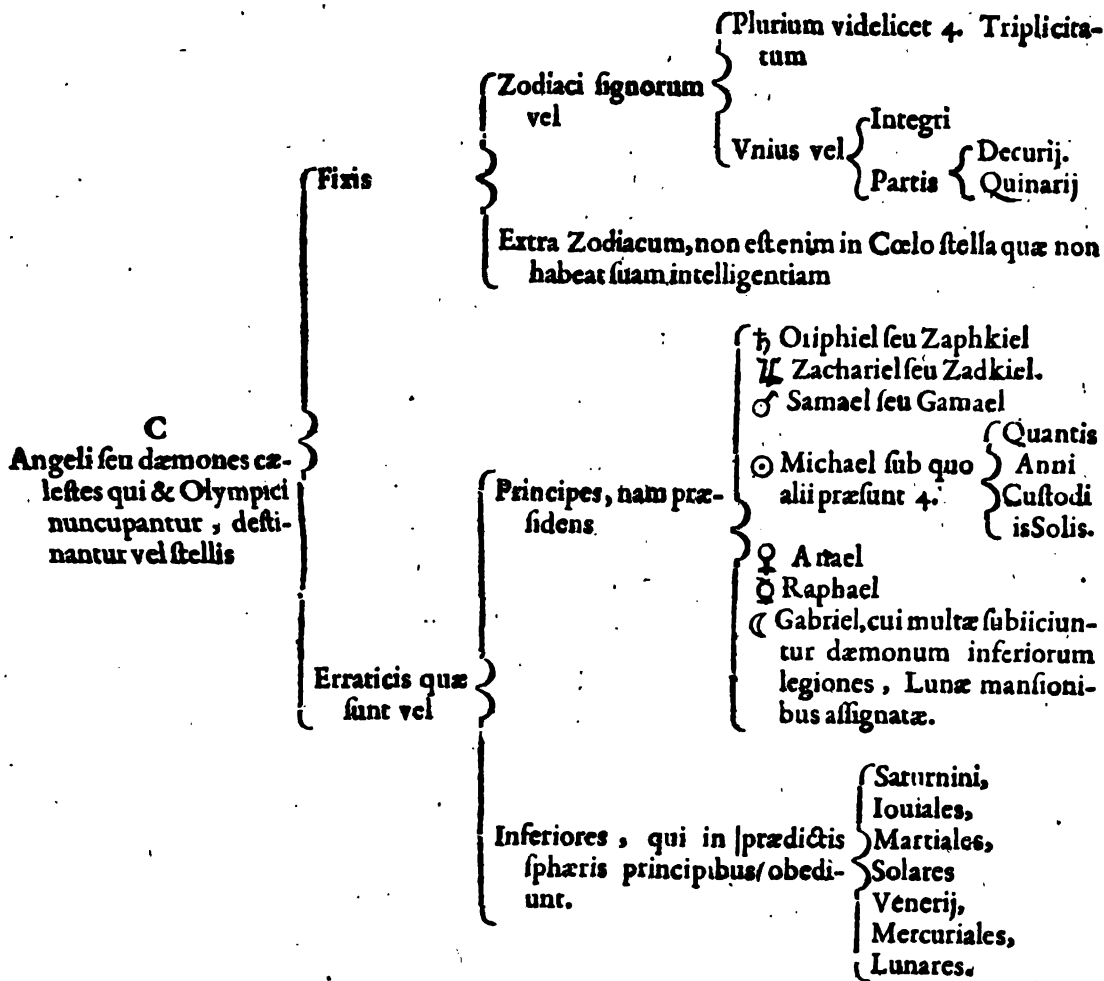 Plurium videlicet 4. Triplicita-
tum
Zodiaci ſignorum
vel
Vnius vel
Integri
Partis
Decurij.
Quinarij
Fixis
Extra Zodiacum, non eſt enim in Cœlo ſtella quæ non
habeat ſuam intelligentiam
C
Angeli ſeu dæmones cæ-
leſtes qui & Olympici
nuncupantur, deſti-
nantur vel ſtellis
Erraticis quæ
ſunt vel
Principes, nam præ-
ſidens
♄ Oriphiel ſeu Zaphkiel
♃ Zachariel ſeu Zadkiel.
♂ Samael ſeu Gamael
☉ Michael ſub quo
alii præſunt 4.
Quantis
Anni
Cuſtodi
isSolis.
♀ Anael
☿ Raphael
☾ Gabriel, cui multæ ſubiiciun-
tur dæmonum inferiorum
legiones, Lunæ manſioni-
bus aſſignatæ.
Inferiores, qui in prædictis
ſphæris principibus obedi-
unt.
Saturnini,
Iouiales,
Martiales,
Solares
Venerij,
Mercuriales,
Lunares.